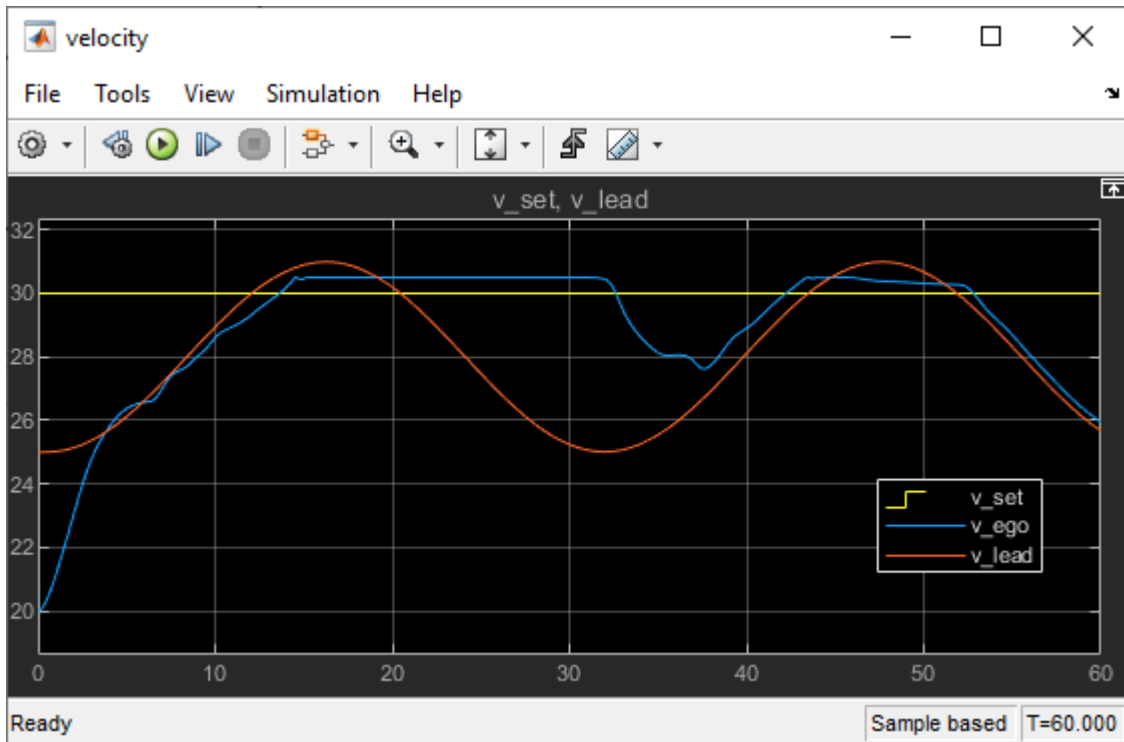 velocity
File Tools View Simulation Help
v_set, v_lead
32
30
28
26
24
22
20
v_set
v_ego
v_lead
0 10 20 30 40 50 60
Ready Sample based T=60.000